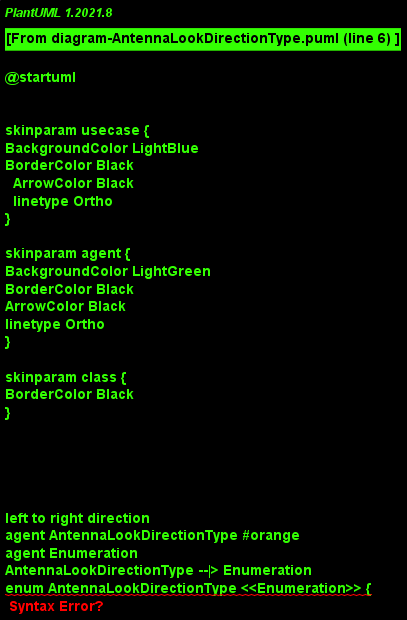 PlantUML 1.2021.8
[From diagram-AntennaLookDirectionType.puml (line 6) ]
@startuml
skinparam usecase {
BackgroundColor LightBlue
BorderColor Black
ArrowColor Black
linetype Ortho
}
skinparam agent {
BackgroundColor LightGreen
BorderColor Black
ArrowColor Black
linetype Ortho
}
skinparam class {
BorderColor Black
}
left to right direction
agent AntennaLookDirectionType #orange
agent Enumeration
AntennaLookDirectionType --|> Enumeration
enum AntennaLookDirectionType <<Enumeration>> {
Syntax Error?